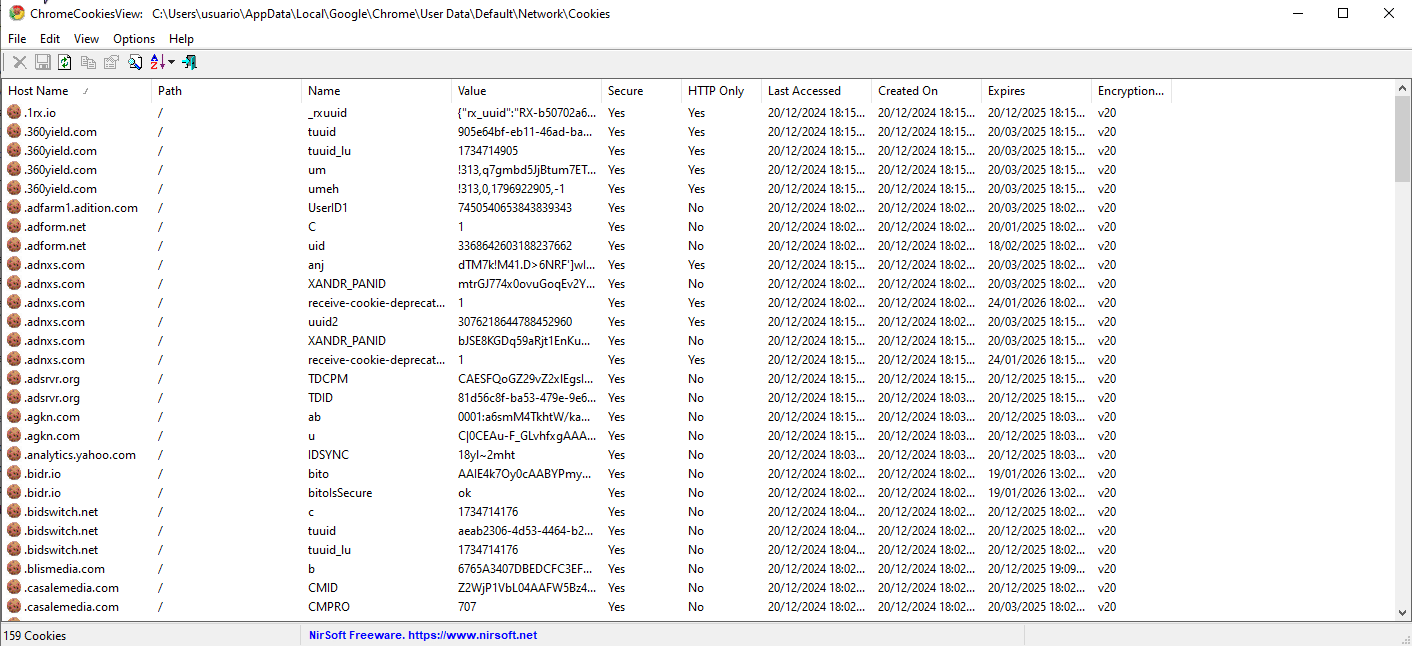 ChromeCookiesView: C:\Users\usuario\AppData\Local\Google\Chrome\User Data\Default\Network\Cookies
File Edit View Options Help
Host Name Path Name Value Secure HTTP Only Last Accessed Created On Expires Encryption...
.1rx.io / _rxuuid {"rx_uuid":"RX-b50702a6... Yes Yes 20/12/2024 18:15... 20/12/2024 18:15... 20/12/2025 18:15... v20
.360yield.com / tuuid 905e64bf-eb11-46ad-ba... Yes Yes 20/12/2024 18:15... 20/12/2024 18:15... 20/03/2025 18:15... v20
.360yield.com / tuuid_lu 1734714905 Yes Yes 20/12/2024 18:15... 20/12/2024 18:15... 20/03/2025 18:15... v20
.360yield.com / um !313,q7gmbd5JjBtum7ET... Yes Yes 20/12/2024 18:15... 20/12/2024 18:15... 20/03/2025 18:15... v20
.360yield.com / umeh !313,0,1796922905,-1 Yes Yes 20/12/2024 18:15... 20/12/2024 18:15... 20/03/2025 18:15... v20
.adfarm1.adition.com / UserID1 7450540653843839343 Yes No 20/12/2024 18:02... 20/12/2024 18:02... 20/03/2025 18:02... v20
.adform.net / C 1 Yes No 20/12/2024 18:02... 20/12/2024 18:02... 20/01/2025 18:02... v20
.adform.net / uid 3368642603188237662 Yes No 20/12/2024 18:02... 20/12/2024 18:02... 18/02/2025 18:02... v20
.adnxs.com / anj dTM7k!M41.D>6NRF']wI... Yes Yes 20/12/2024 18:15... 20/12/2024 18:02... 20/03/2025 18:15... v20
.adnxs.com / XANDR_PANID mtrGJ774x0ovuGoqEv2Y... Yes No 20/12/2024 18:02... 20/12/2024 18:02... 20/03/2025 18:02... v20
.adnxs.com / receive-cookie-deprecat... 1 Yes Yes 20/12/2024 18:02... 20/12/2024 18:02... 24/01/2026 18:02... v20
.adnxs.com / uuid2 3076218644788452960 Yes Yes 20/12/2024 18:15... 20/12/2024 18:02... 20/03/2025 18:15... v20
.adnxs.com / XANDR_PANID bJSE8KGDq59aRjt1EnKu... Yes No 20/12/2024 18:15... 20/12/2024 18:02... 20/03/2025 18:15... v20
.adnxs.com / receive-cookie-deprecat... 1 Yes Yes 20/12/2024 18:15... 20/12/2024 18:02... 24/01/2026 18:15... v20
.adsrvr.org / TDCPM CAESFQoGZ29vZ2xlEgsI... Yes No 20/12/2024 18:15... 20/12/2024 18:02... 20/12/2025 18:15... v20
.adsrvr.org / TDID 81d56c8f-ba53-479e-9e6... Yes No 20/12/2024 18:15... 20/12/2024 18:03... 20/12/2025 18:15... v20
.agkn.com / ab 0001:a6smM4TkhtW/ka... Yes No 20/12/2024 18:15... 20/12/2024 18:03... 20/12/2025 18:03... v20
.agkn.com / u C|0CEAu-F_GLvhfxgAAA... Yes No 20/12/2024 18:15... 20/12/2024 18:03... 20/12/2025 18:03... v20
.analytics.yahoo.com / IDSYNC 18yl~2mht Yes No 20/12/2024 18:03... 20/12/2024 18:03... 20/12/2025 18:03... v20
.bidr.io / bito AAIE4k7Oy0cAABYPmy... Yes No 20/12/2024 18:02... 20/12/2024 18:02... 19/01/2026 13:02... v20
.bidr.io / bitoIsSecure ok Yes No 20/12/2024 18:02... 20/12/2024 18:02... 19/01/2026 13:02... v20
.bidswitch.net / c 1734714176 Yes No 20/12/2024 18:04... 20/12/2024 18:02... 20/12/2025 18:02... v20
.bidswitch.net / tuuid aeab2306-4d53-4464-b2... Yes No 20/12/2024 18:04... 20/12/2024 18:02... 20/12/2025 18:02... v20
.bidswitch.net / tuuid_lu 1734714176 Yes No 20/12/2024 18:04... 20/12/2024 18:02... 20/12/2025 18:02... v20
.blismedia.com / b 6765A3407DBEDCFC3EF... Yes No 20/12/2024 18:02... 20/12/2024 18:02... 20/12/2025 19:09... v20
.casalemedia.com / CMID Z2WjP1VbL04AAFW5Bz4... Yes No 20/12/2024 18:02... 20/12/2024 18:02... 20/12/2025 18:02... v20
.casalemedia.com / CMPRO 707 Yes No 20/12/2024 18:02... 20/12/2024 18:02... 20/03/2025 18:02... v20
159 Cookies NirSoft Freeware. https://www.nirsoft.net